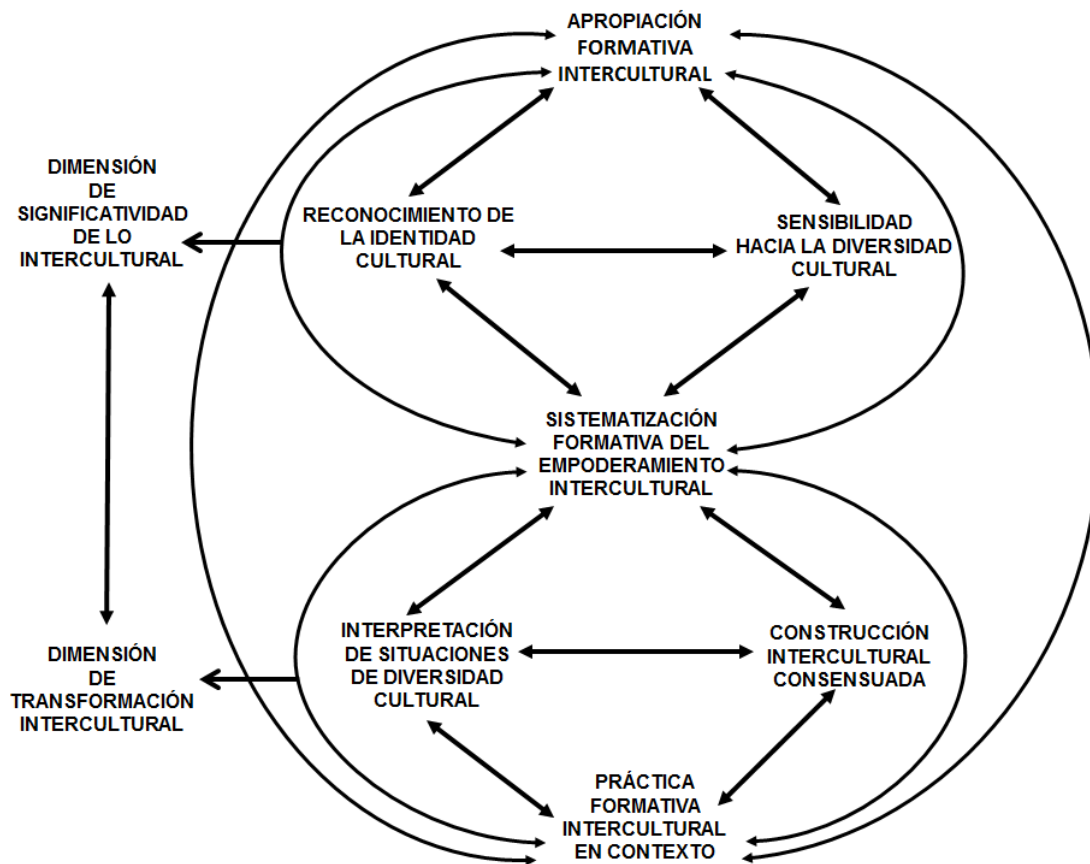 APROPIACIÓN
FORMATIVA
INTERCULTURAL
DIMENSIÓN
DE
SIGNIFICATIVIDAD
DE LO
INTERCULTURAL
RECONOCIMIENTO DE
LA IDENTIDAD
CULTURAL
SENSIBILIDAD
HACIA LA DIVERSIDAD
CULTURAL
SISTEMATIZACIÓN
FORMATIVA DEL
EMPODERAMIENTO
INTERCULTURAL
DIMENSIÓN
DE
TRANSFORMACIÓN
INTERCULTURAL
INTERPRETACIÓN
DE SITUACIONES
DE DIVERSIDAD
CULTURAL
CONSTRUCCIÓN
INTERCULTURAL
CONSENSUADA
PRÁCTICA
FORMATIVA
INTERCULTURAL
EN CONTEXTO